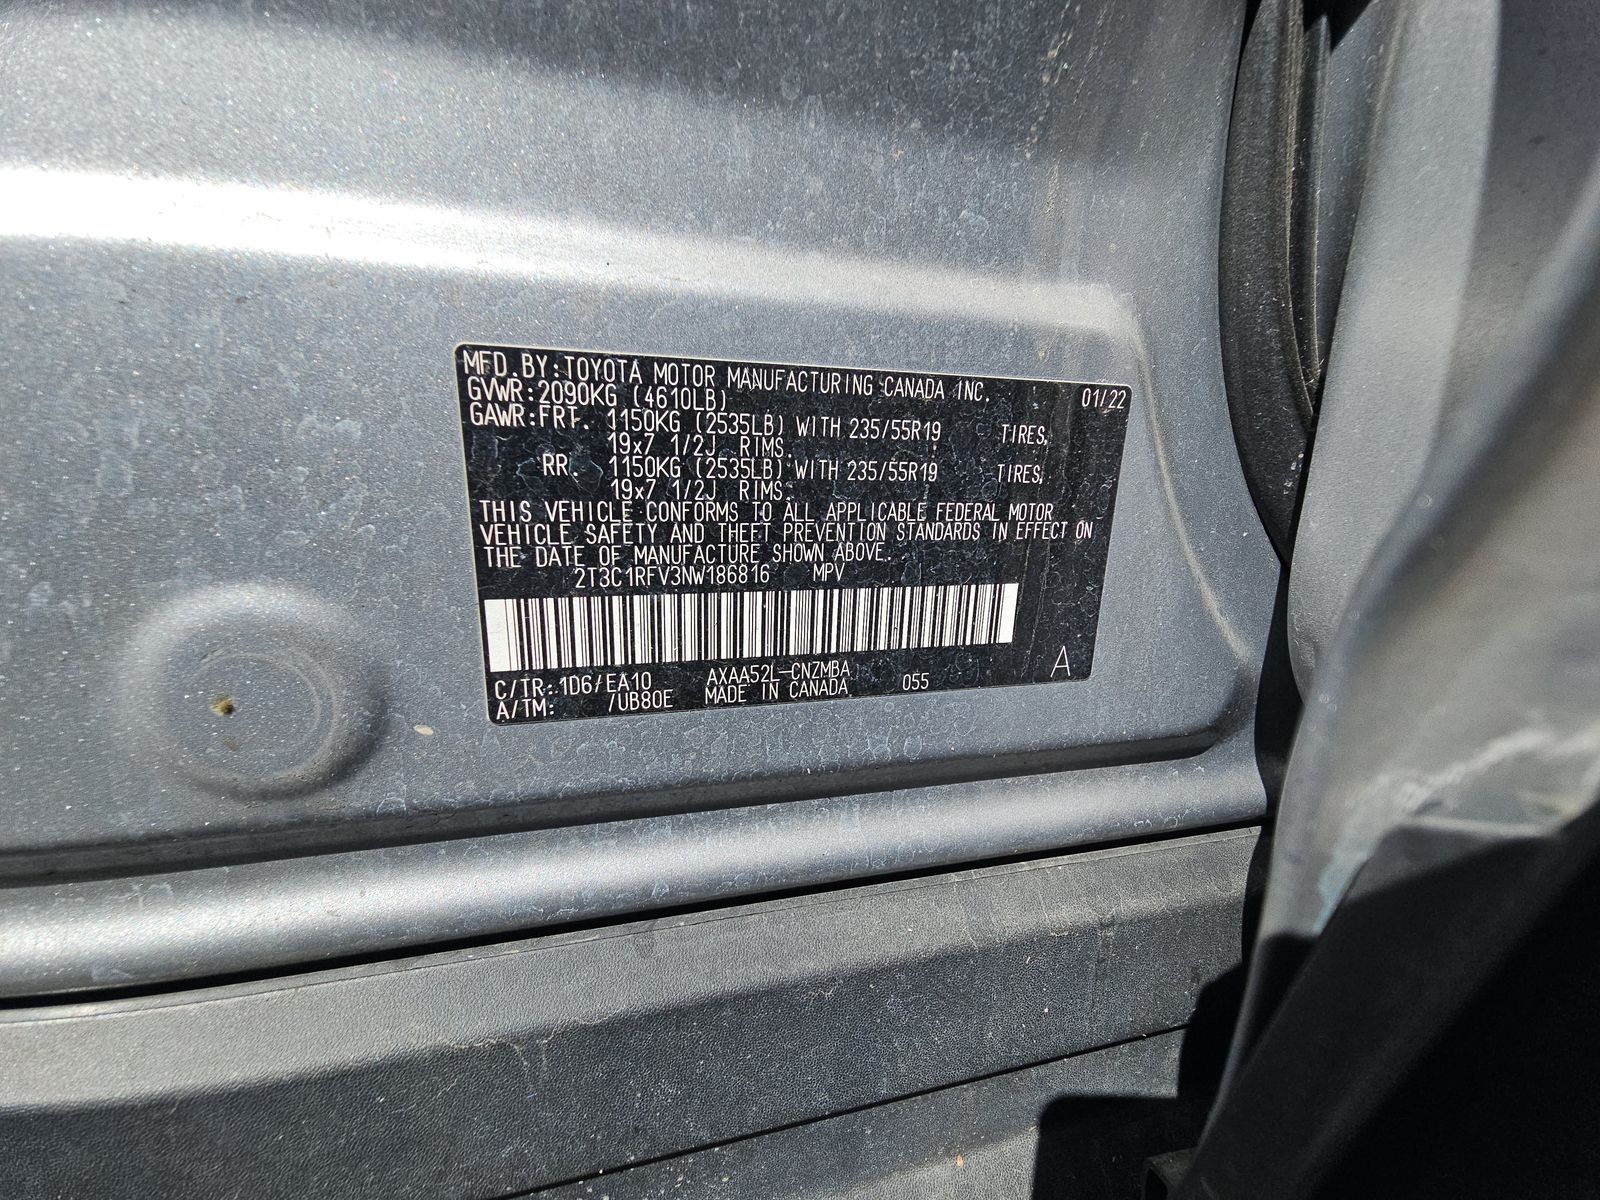 MFD. BY: TOYOTA MOTOR MANUFACTURING CANADA INC. 01/22
GVWR: 2090KG (4610LB)
GAWR: FRT. 1150KG (2535LB) WITH 235/55R19 TIRES,
19x7 1/2J RIMS.
RR. 1150KG (2535LB) WITH 235/55R19 TIRES,
19x7 1/2J RIMS.
THIS VEHICLE CONFORMS TO ALL APPLICABLE FEDERAL MOTOR
VEHICLE SAFETY AND THEFT PREVENTION STANDARDS IN EFFECT ON
THE DATE OF MANUFACTURE SHOWN ABOVE.
2T3C1RFV3NW186816 MPV
C/TR: 1D6/EA10 AXAA52L-CNZMBA A
A/TM: /UB80E MADE IN CANADA 055